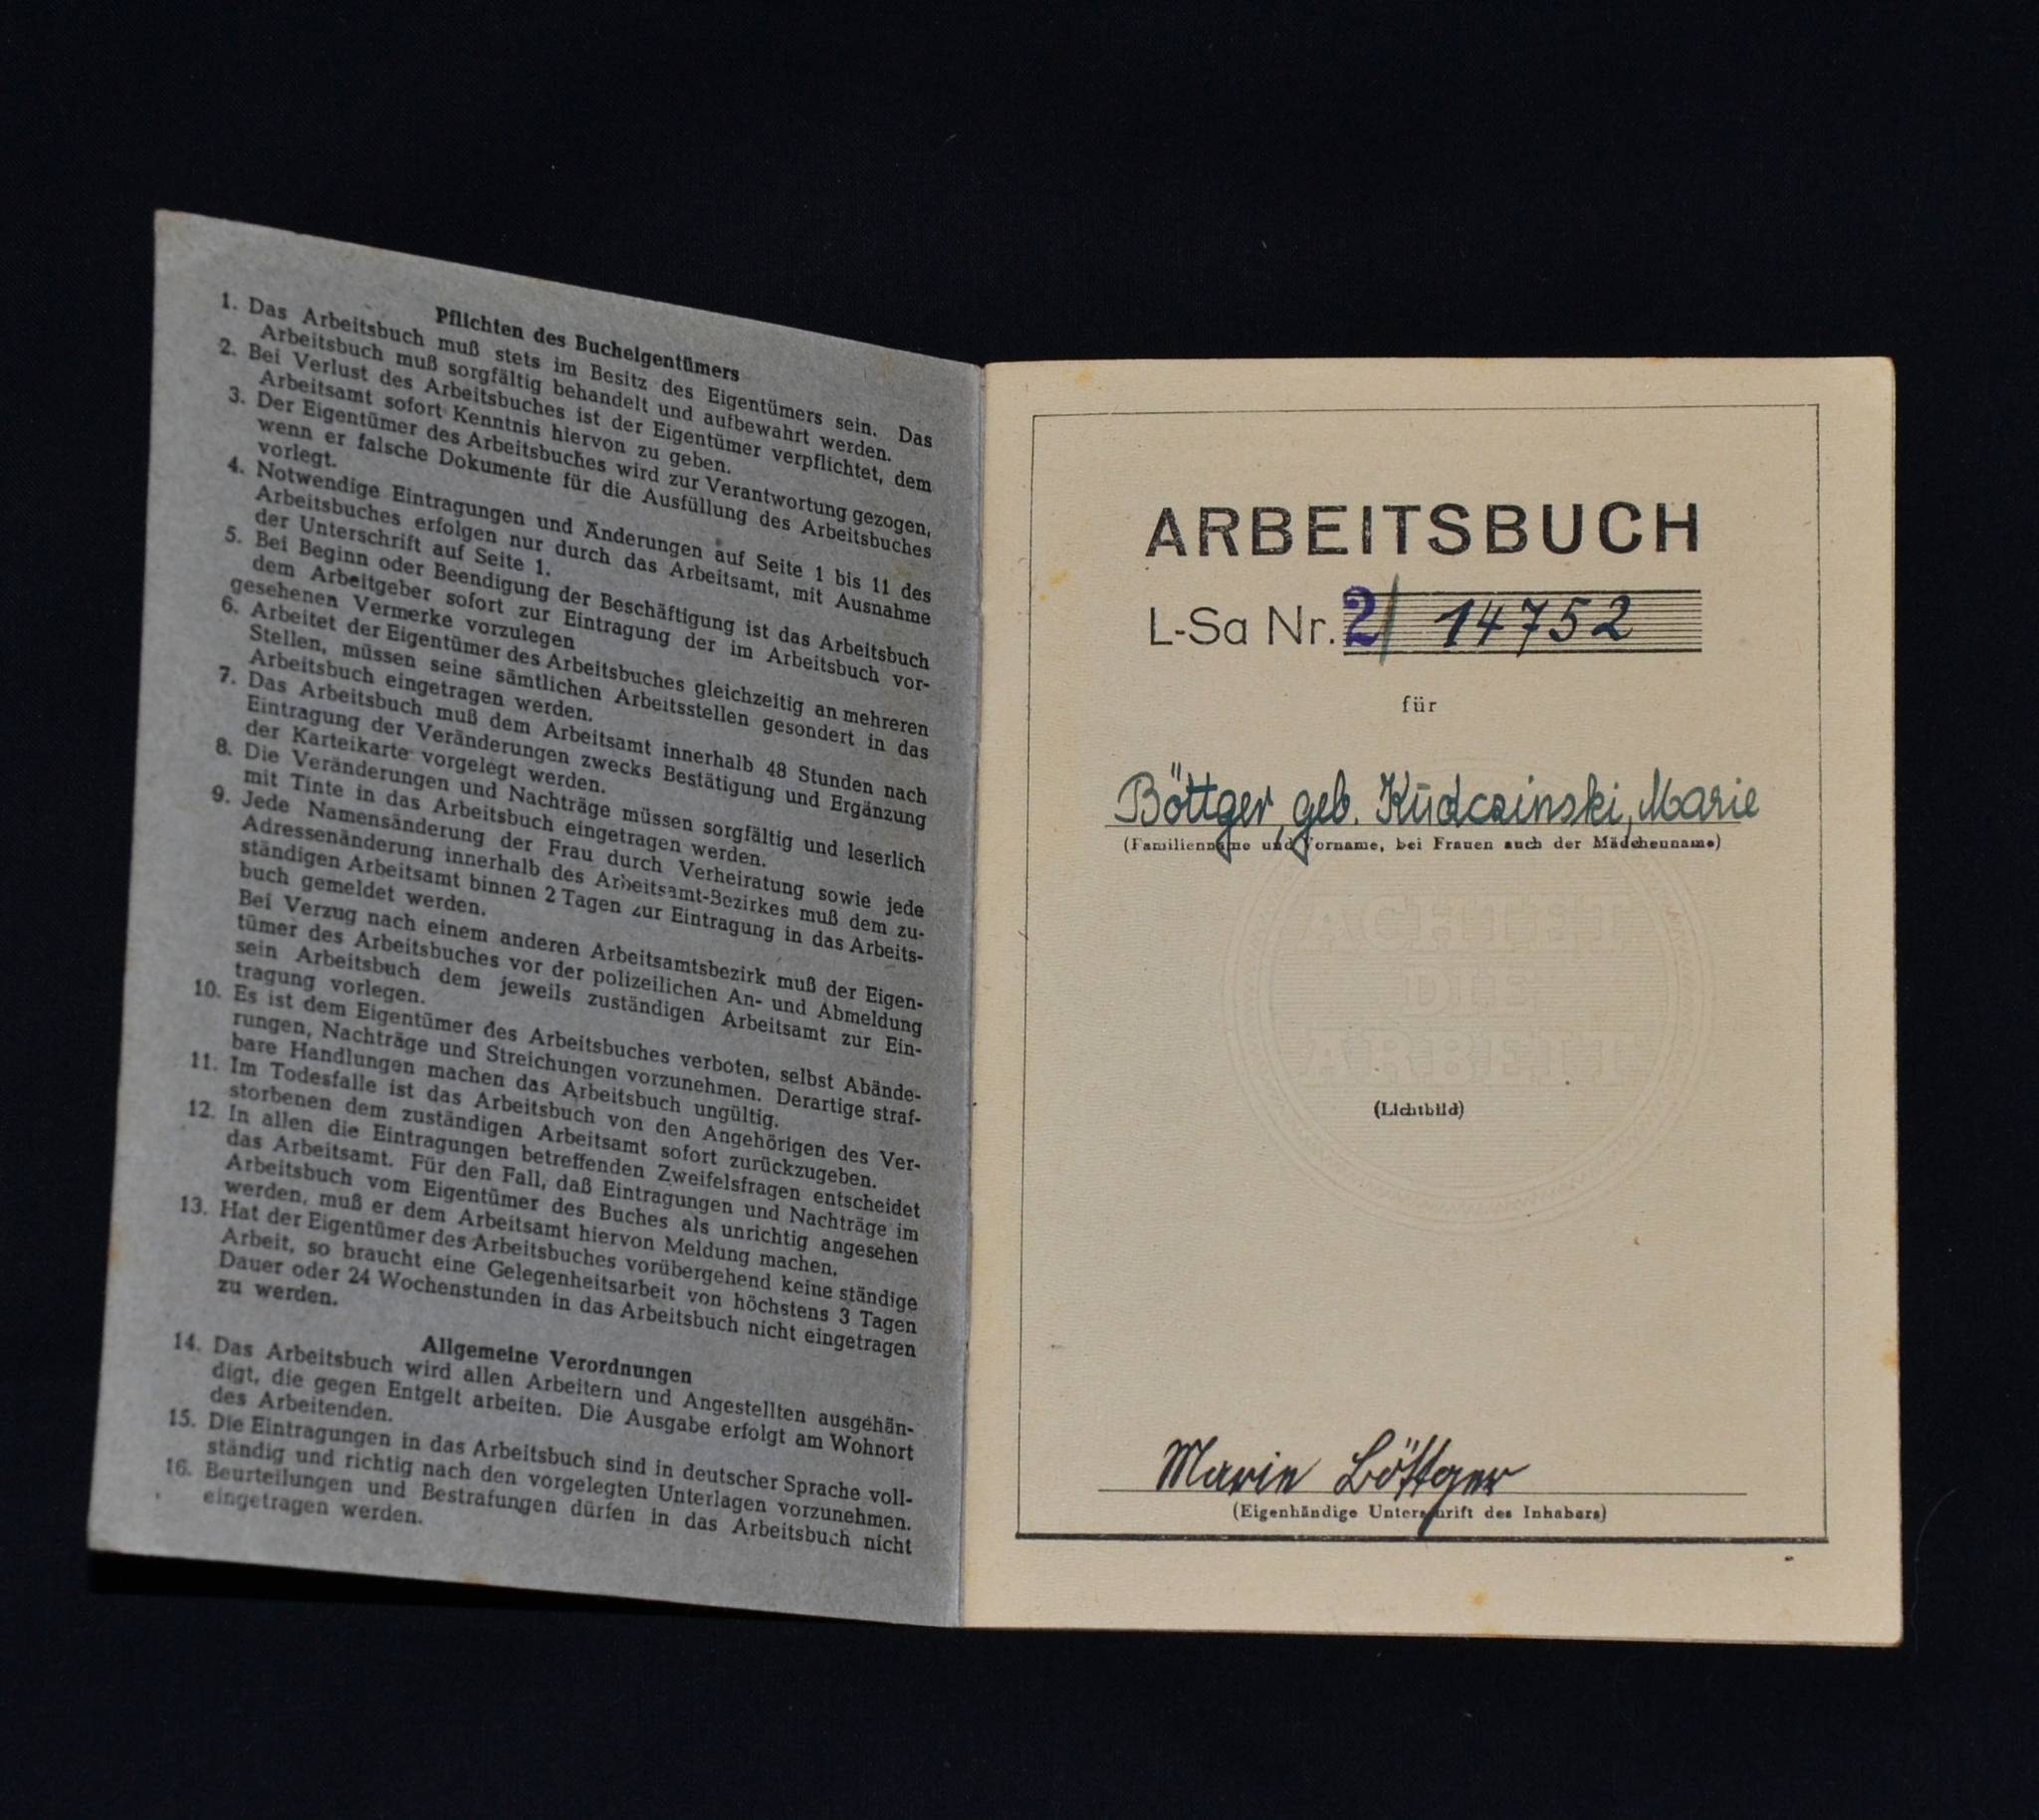 Pflichten des Bucheigentümers
1. Das Arbeitsbuch muß stets im Besitz des Eigentümers sein. Das
Arbeitsbuch muß sorgfältig behandelt und aufbewahrt werden.
2. Bei Verlust des Arbeitsbuches ist der Eigentümer verpflichtet, dem
Arbeitsamt sofort Kenntnis hiervon zu geben.
3. Der Eigentümer des Arbeitsbuches wird zur Verantwortung gezogen,
wenn er falsche Dokumente für die Ausfüllung des Arbeitsbuches
vorlegt.
4. Notwendige Eintragungen und Änderungen auf Seite 1 bis 11 des
Arbeitsbuches erfolgen nur durch das Arbeitsamt, mit Ausnahme
der Unterschrift auf Seite 1.
5. Bei Beginn oder Beendigung der Beschäftigung ist das Arbeitsbuch
dem Arbeitgeber sofort zur Eintragung der im Arbeitsbuch vor-
gesehenen Vermerke vorzulegen
6. Arbeitet der Eigentümer des Arbeitsbuches gleichzeitig an mehreren
Stellen, müssen seine sämtlichen Arbeitsstellen gesondert in das
Arbeitsbuch eingetragen werden.
7. Das Arbeitsbuch muß dem Arbeitsamt innerhalb 48 Stunden nach
Eintragung der Veränderungen zwecks Bestätigung und Ergänzung
der Karteikarte vorgelegt werden.
8. Die Veränderungen und Nachträge müssen sorgfältig und leserlich
mit Tinte in das Arbeitsbuch eingetragen werden.
9. Jede Namensänderung der Frau durch Verheiratung sowie jede
Adressenänderung innerhalb des Arbeitsamt-Bezirkes muß dem zu-
ständigen Arbeitsamt binnen 2 Tagen zur Eintragung in das Arbeits-
buch gemeldet werden.
Bei Verzug nach einem anderen Arbeitsamtsbezirk muß der Eigen-
tümer des Arbeitsbuches vor der polizeilichen An- und Abmeldung
sein Arbeitsbuch dem jeweils zuständigen Arbeitsamt zur Ein-
tragung vorlegen.
10. Es ist dem Eigentümer des Arbeitsbuches verboten, selbst Abände-
rungen, Nachträge und Streichungen vorzunehmen. Derartige straf-
bare Handlungen machen das Arbeitsbuch ungültig.
11. Im Todesfalle ist das Arbeitsbuch von den Angehörigen des Ver-
storbenen dem zuständigen Arbeitsamt sofort zurückzugeben.
12. In allen die Eintragungen betreffenden Zweifelsfragen entscheidet
das Arbeitsamt. Für den Fall, daß Eintragungen und Nachträge im
Arbeitsbuch vom Eigentümer des Buches als unrichtig angesehen
werden, muß er dem Arbeitsamt hiervon Meldung machen.
13. Hat der Eigentümer des Arbeitsbuches vorübergehend keine ständige
Arbeit, so braucht eine Gelegenheitsarbeit von höchstens 3 Tagen
Dauer oder 24 Wochenstunden in das Arbeitsbuch nicht eingetragen
zu werden.
Allgemeine Verordnungen
14. Das Arbeitsbuch wird allen Arbeitern und Angestellten ausgehän-
digt, die gegen Entgelt arbeiten. Die Ausgabe erfolgt am Wohnort
des Arbeitenden.
15. Die Eintragungen in das Arbeitsbuch sind in deutscher Sprache voll-
ständig und richtig nach den vorgelegten Unterlagen vorzunehmen.
16. Beurteilungen und Bestrafungen dürfen in das Arbeitsbuch nicht
eingetragen werden.
ARBEITSBUCH
L-Sa Nr. 2/ 14752
für
Böttger, geb. Kudczinski, Marie
(Familienname und Vorname, bei Frauen auch der Mädchenname)
ACHTET
DIE
ARBEIT
(Lichtbild)
Marie Böttger
(Eigenhändige Unterschrift des Inhabers)